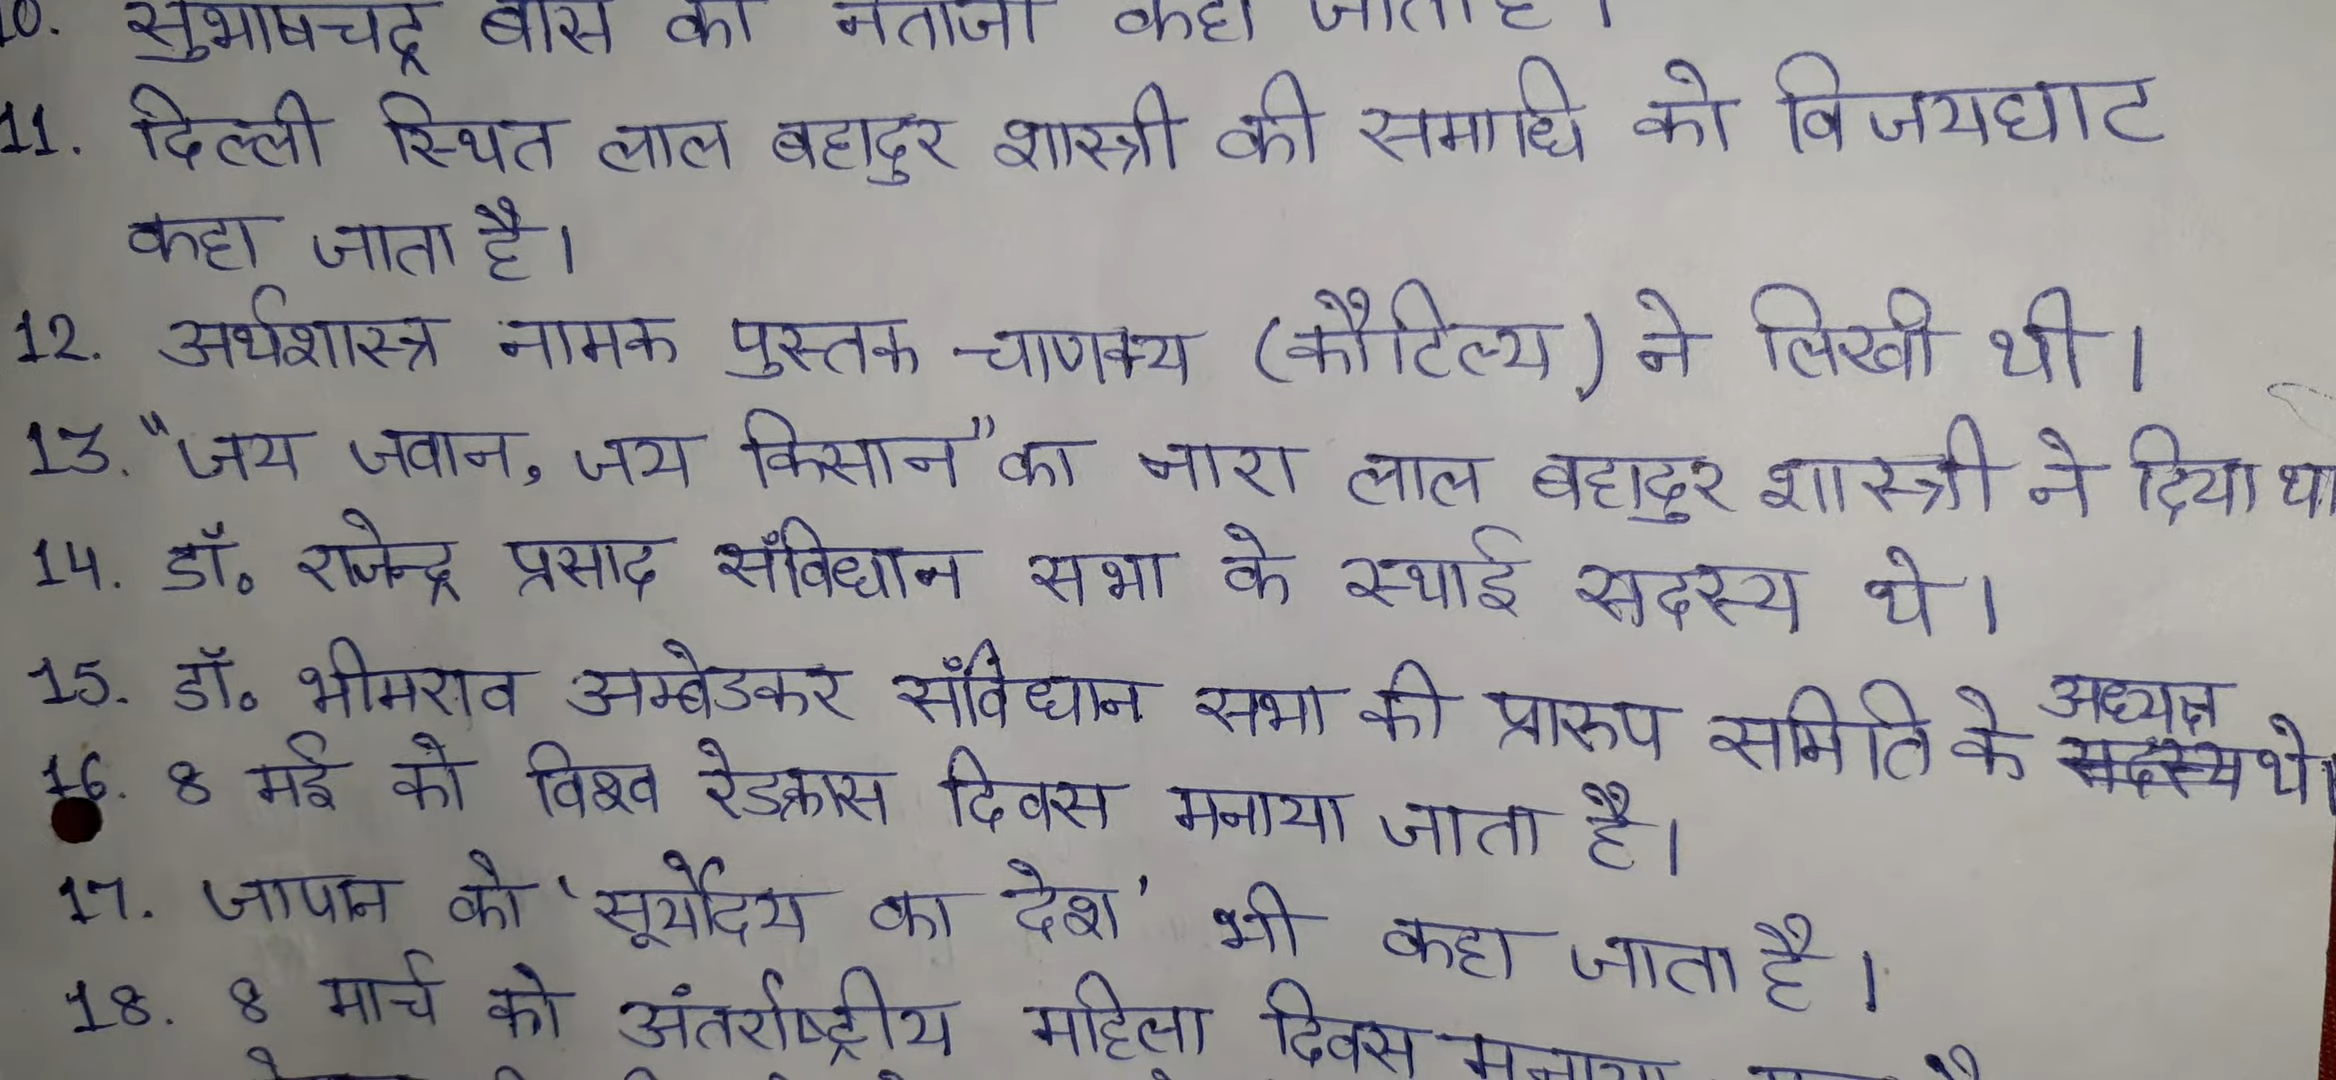 10. सुभाषचद्र बोस को नेताजी कहा जाता है।
11. दिल्ली स्थित लाल बहादुर शास्त्री की समाधि को विजयघाट
कहा जाता है।
12. अर्थशास्त्र नामक पुस्तक चाणक्य (कौटिल्य) ने लिखी थी।
13. "जय जवान, जय किसान" का नारा लाल बहादुर शास्त्री ने दिया था
14. डॉ. राजेन्द्र प्रसाद संविधान सभा के स्थाई सदस्य थे।
15. डॉ. भीमराव अम्बेडकर संविधान सभा की प्रारुप समिति के अध्यक्ष सदस्य थे।
16. 8 मई को विश्व रेडक्रास दिवस मनाया जाता है।
17. जापान को 'सूर्योदय का देश' भी कहा जाता है।
18. 8 मार्च को अंतर्राष्ट्रीय महिला दिवस मनाया